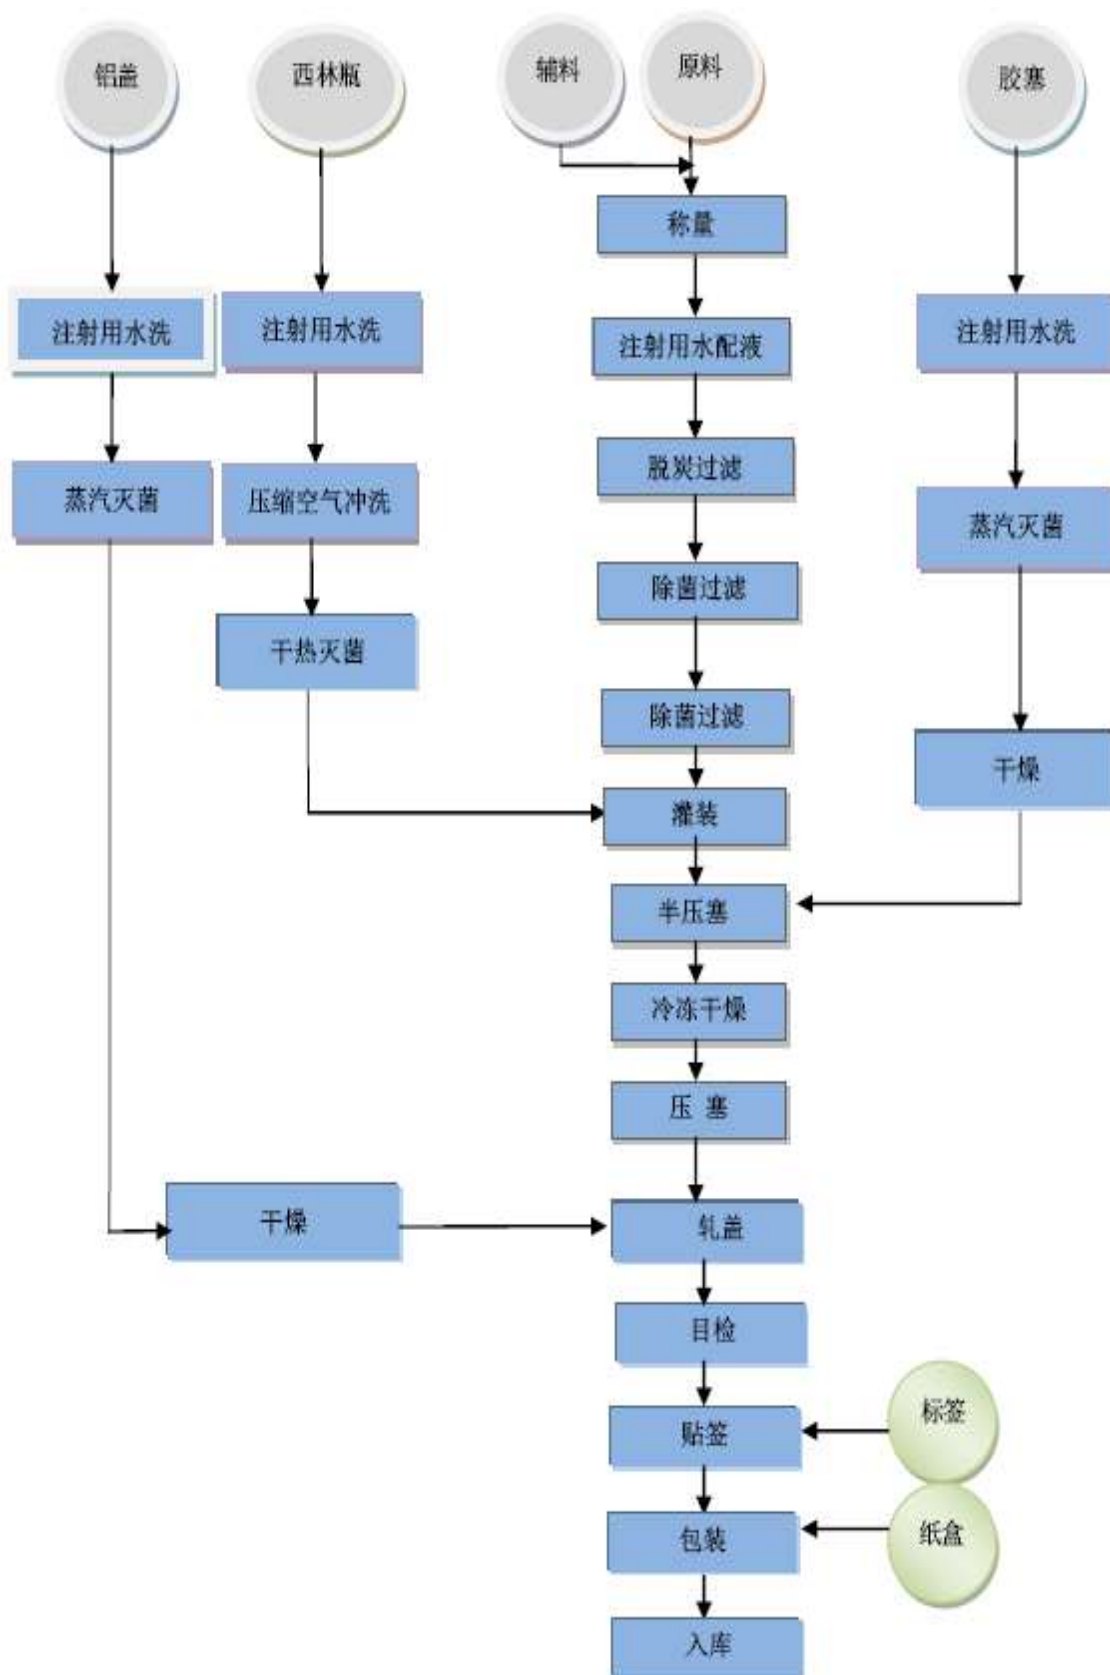 铝盖
西林瓶
辅料
原料
胶塞
称量
注射用水洗
注射用水洗
注射用水配液
注射用水洗
脱炭过滤
蒸汽灭菌
压缩空气冲洗
蒸汽灭菌
除菌过滤
干热灭菌
除菌过滤
干燥
灌装
半压塞
冷冻干燥
压 塞
干燥
轧盖
目检
标签
贴签
纸盒
包装
入库